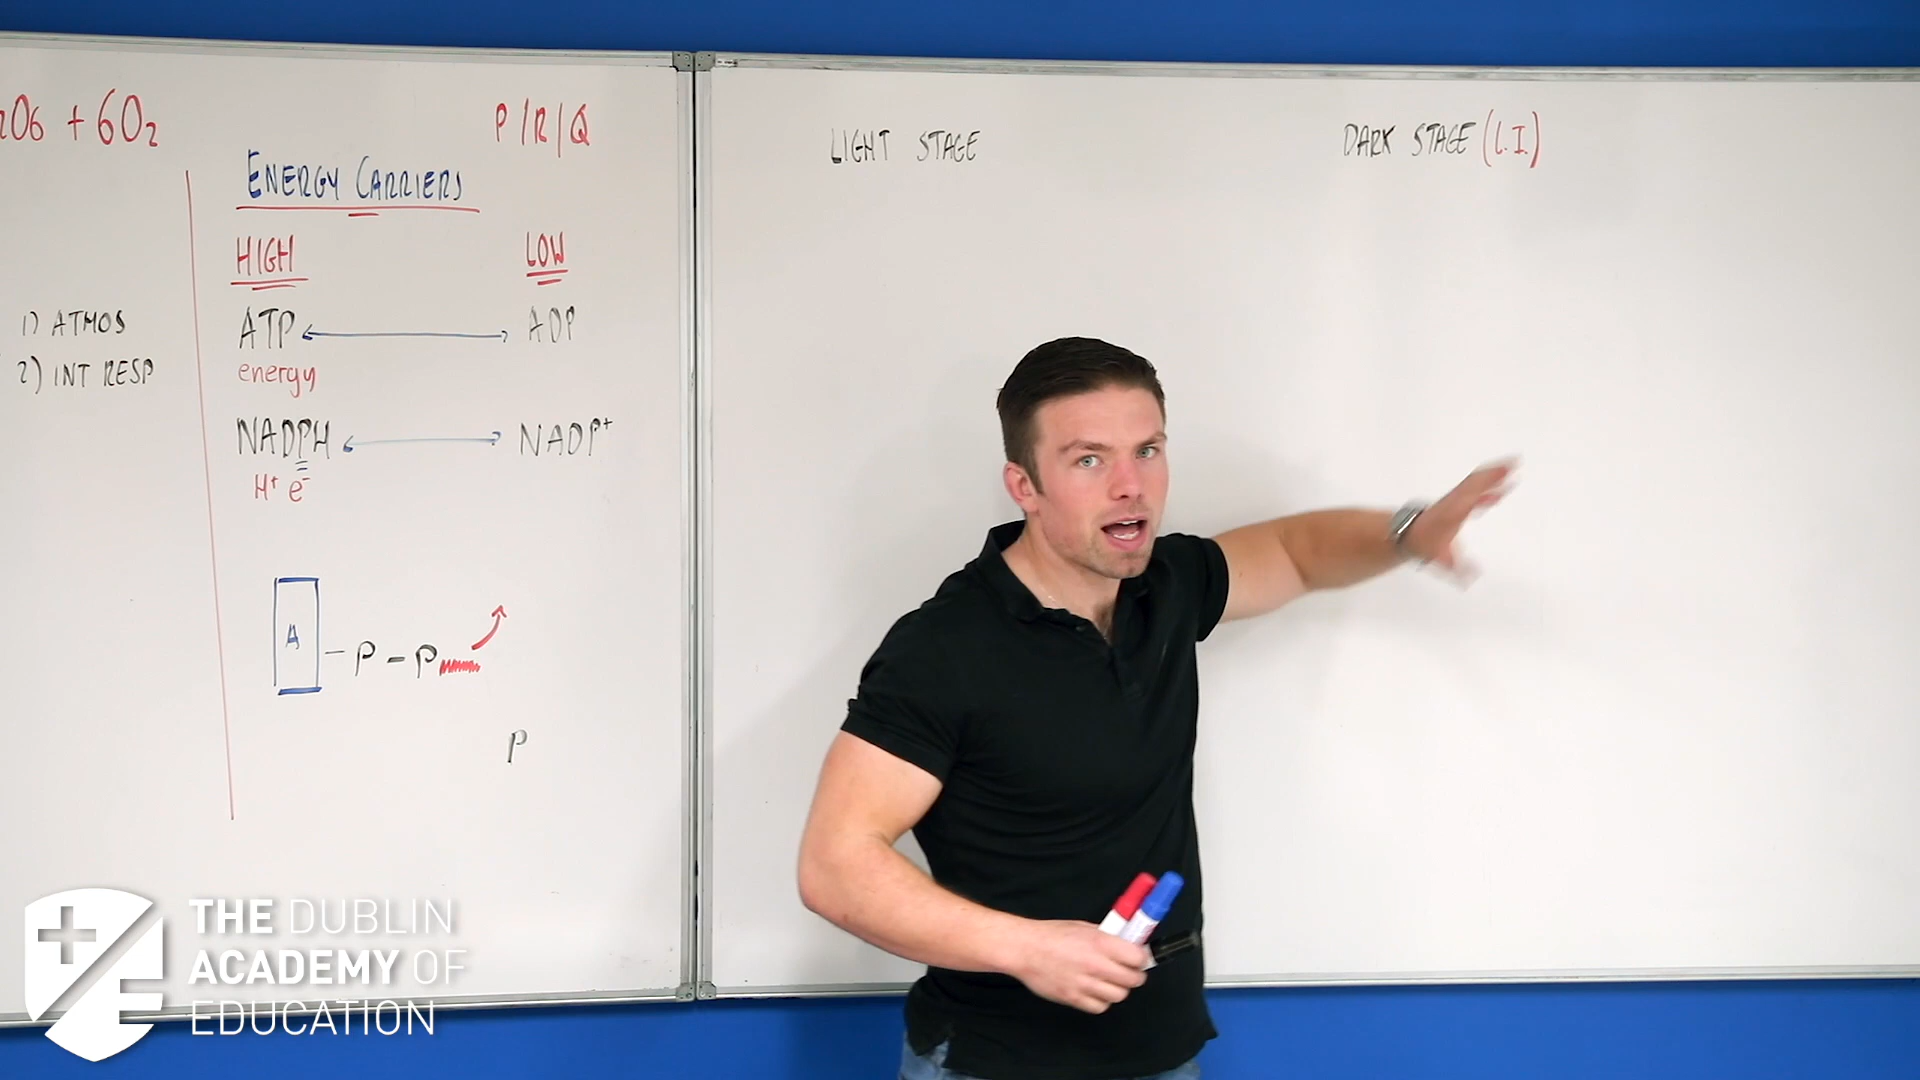 2O6 + 6O2
P/R/Q
ENERGY CARRIERS
HIGH
LOW
ATP
ADP
energy
NADPH
NADP+
H+ e-
1) ATMOS
2) INT RESP
A - P - P
P
LIGHT STAGE
DARK STAGE (L.I.)
THE DUBLIN
ACADEMY OF
EDUCATION